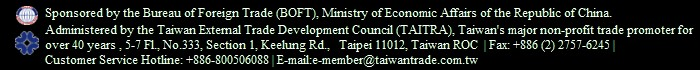 Sponsored by the Bureau of Foreign Trade (BOFT), Ministry of Economic Affairs of the Republic of China.
Administered by the Taiwan External Trade Development Council (TAITRA), Taiwan's major non-profit trade promoter for
over 40 years , 5-7 Fl., No.333, Section 1, Keelung Rd., Taipei 11012, Taiwan ROC | Fax: +886 (2) 2757-6245 |
Customer Service Hotline: +886-800506088 | E-mail:e-member@taiwantrade.com.tw